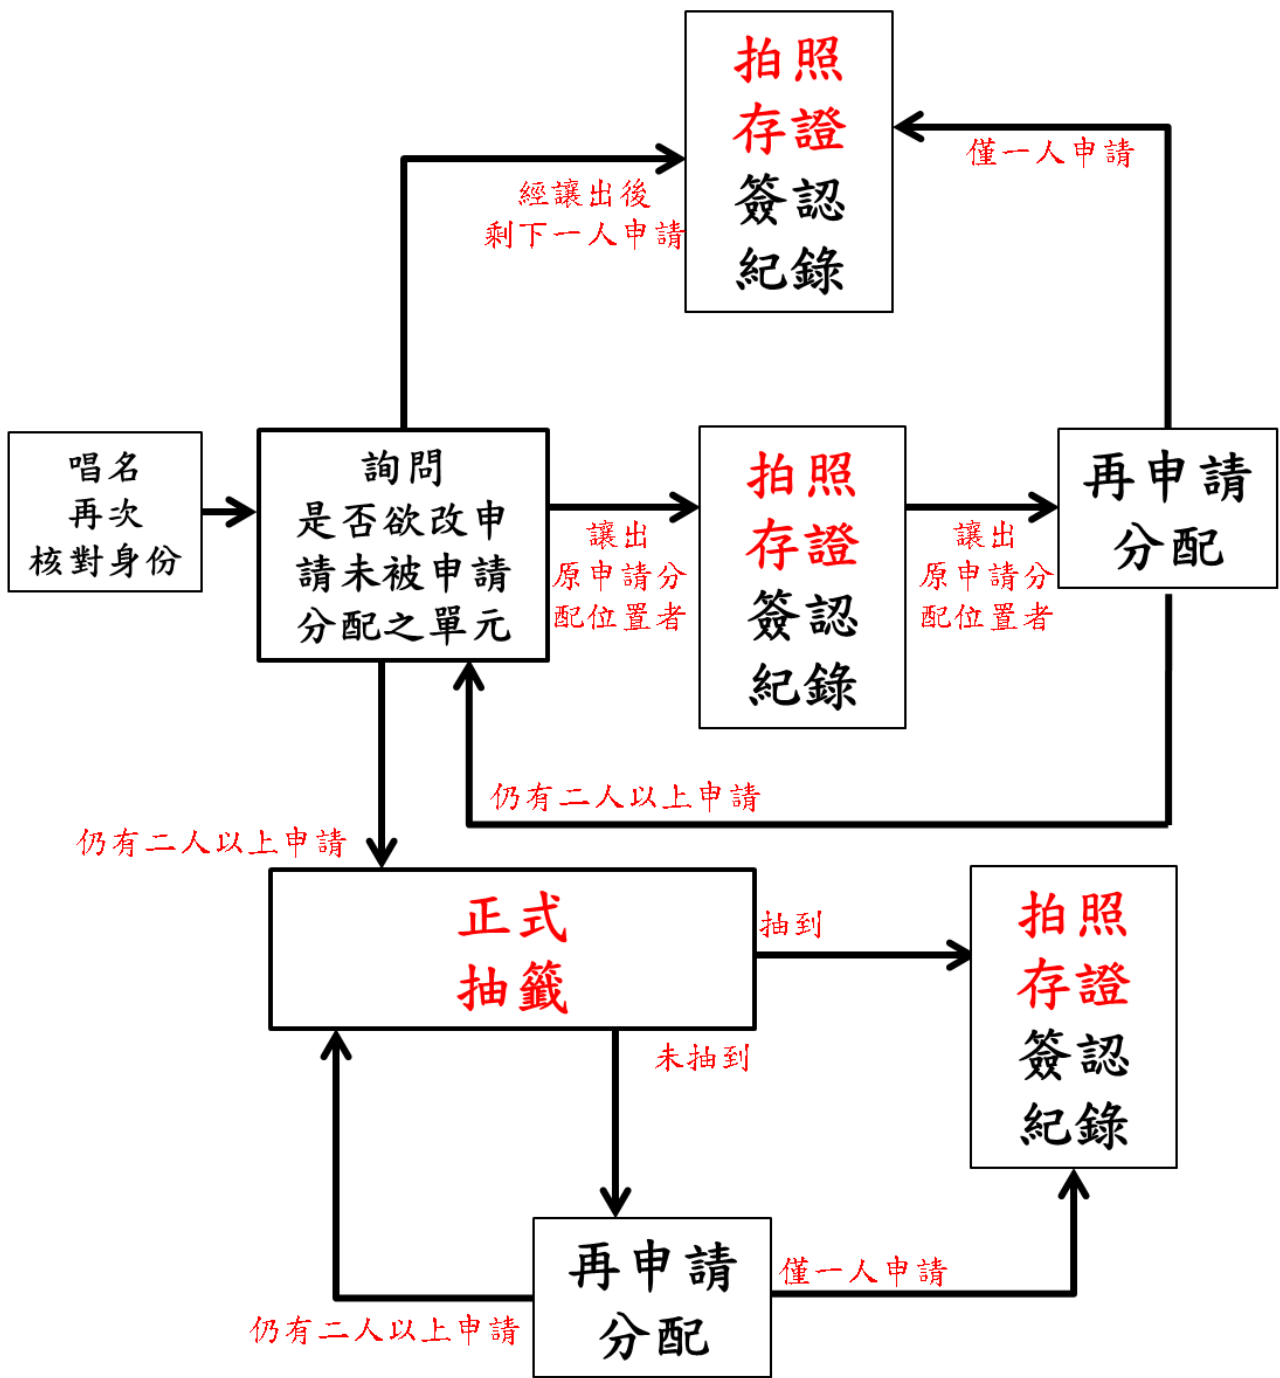 拍照
存證
簽認
紀錄
僅一人申請
經讓出後
剩下一人申請
唱名
再次
核對身份
詢問
是否欲改申
請未被申請
分配之單元
讓出
原申請分
配位置者
拍照
存證
簽認
紀錄
讓出
原申請分
配位置者
再申請
分配
仍有二人以上申請
仍有二人以上申請
正式
抽籤
抽到
未抽到
拍照
存證
簽認
紀錄
再申請
分配
僅一人申請
仍有二人以上申請